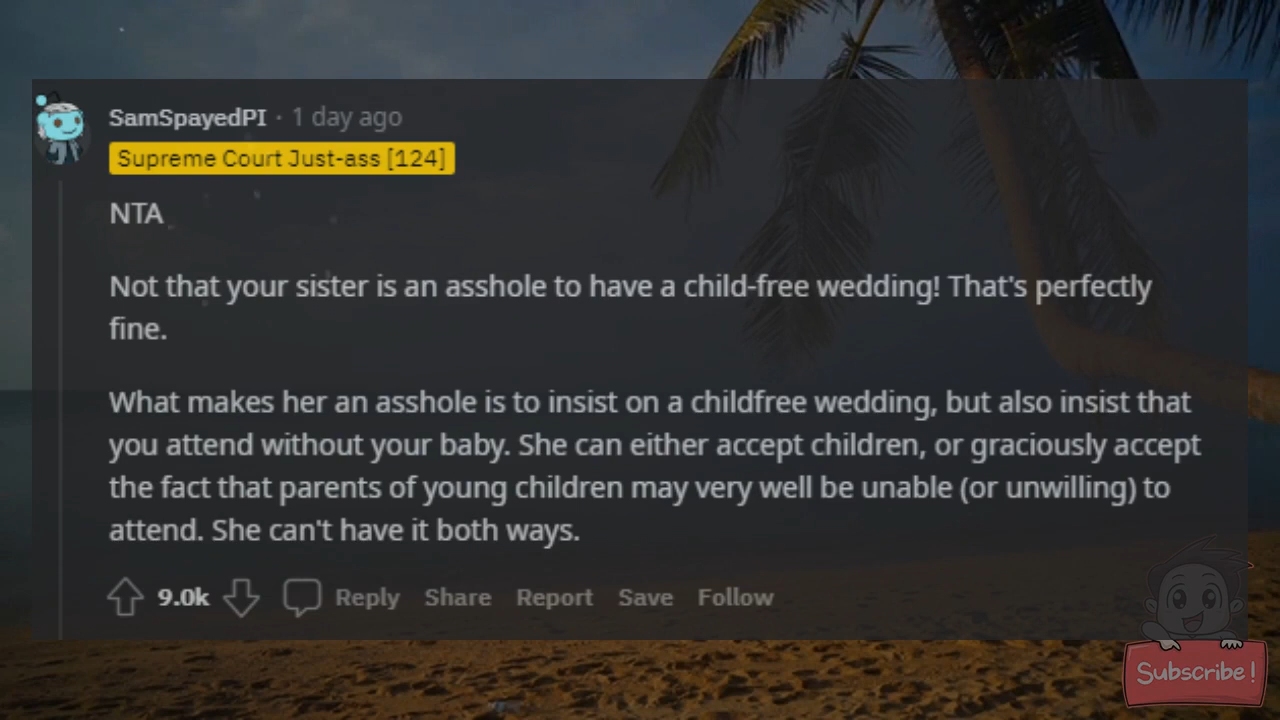 SamSpayedPI · 1 day ago
Supreme Court Just-ass [124]
NTA
Not that your sister is an asshole to have a child-free wedding! That's perfectly
fine.
What makes her an asshole is to insist on a childfree wedding, but also insist that
you attend without your baby. She can either accept children, or graciously accept
the fact that parents of young children may very well be unable (or unwilling) to
attend. She can't have it both ways.
9.0k Reply Share Report Save Follow
Subscribe!